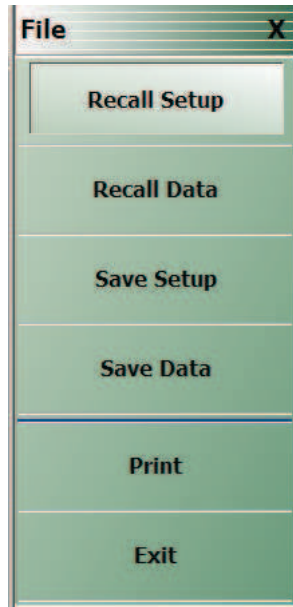 File X
Recall Setup
Recall Data
Save Setup
Save Data
Print
Exit